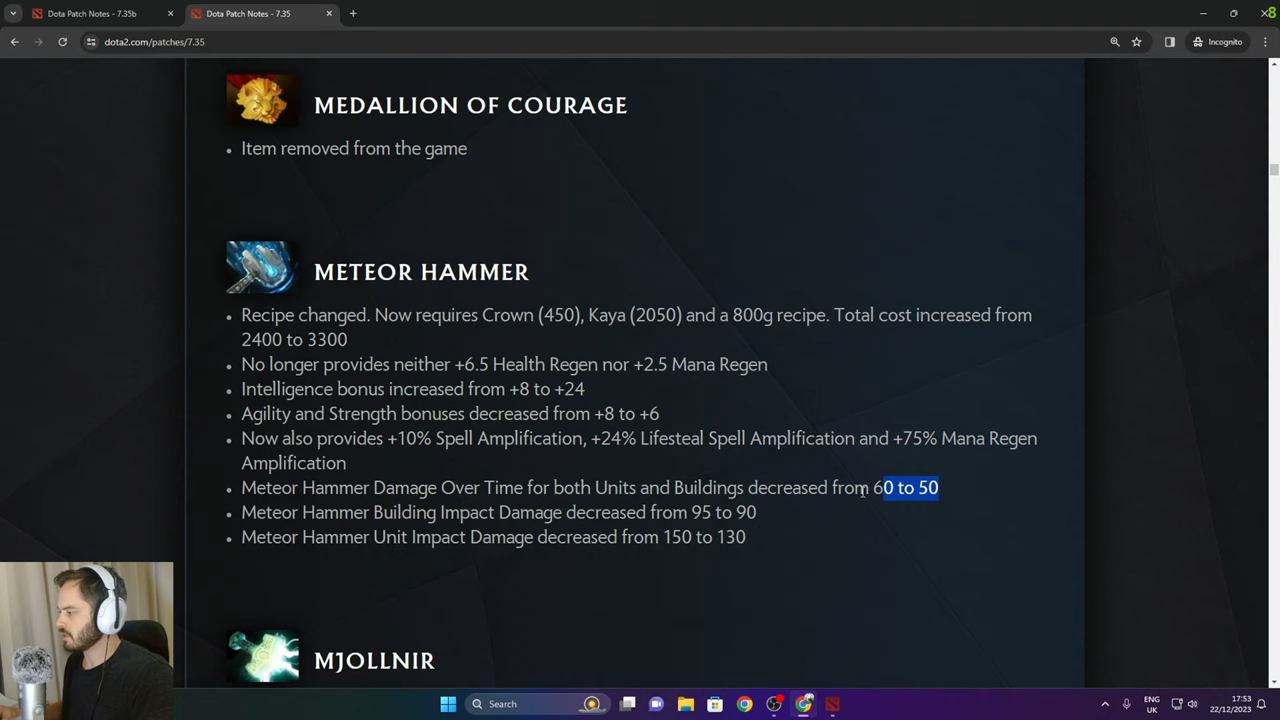 Dota Patch Notes - 7.35b
Dota Patch Notes - 7.35
8
dota2.com/patches/7.35
Incognito
MEDALLION OF COURAGE
Item removed from the game
METEOR HAMMER
Recipe changed. Now requires Crown (450), Kaya (2050) and a 800g recipe. Total cost increased from
2400 to 3300
No longer provides neither +6.5 Health Regen nor +2.5 Mana Regen
Intelligence bonus increased from +8 to +24
Agility and Strength bonuses decreased from +8 to +6
Now also provides +10% Spell Amplification, +24% Lifesteal Spell Amplification and +75% Mana Regen
Amplification
Meteor Hammer Damage Over Time for both Units and Buildings decreased from 60 to 50
Meteor Hammer Building Impact Damage decreased from 95 to 90
Meteor Hammer Unit Impact Damage decreased from 150 to 130
MJOLLNIR
Search
ENG
UK
17:53
22/12/2023